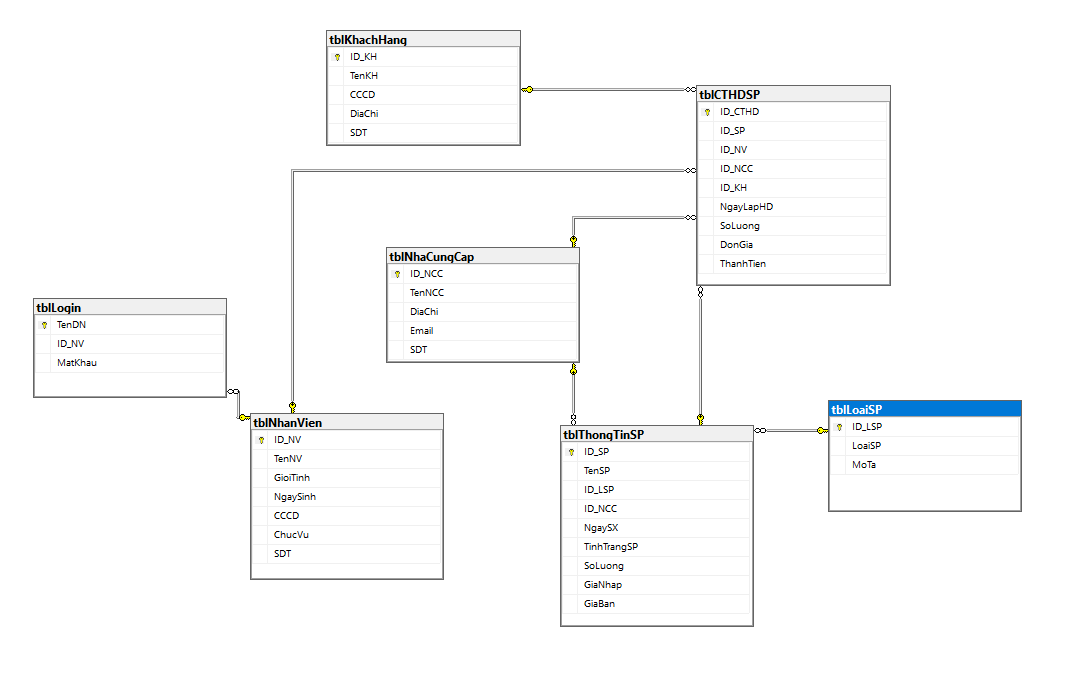 tblKhachHang
ID_KH
TenKH
CCCD
DiaChi
SDT
tblCTHDSP
ID_CTHD
ID_SP
ID_NV
ID_NCC
ID_KH
NgayLapHD
SoLuong
DonGia
ThanhTien
tblNhaCungCap
ID_NCC
TenNCC
DiaChi
Email
SDT
tblLogin
TenDN
ID_NV
MatKhau
tblNhanVien
ID_NV
TenNV
GioiTinh
NgaySinh
CCCD
ChucVu
SDT
tblThongTinSP
ID_SP
TenSP
ID_LSP
ID_NCC
NgaySX
TinhTrangSP
SoLuong
GiaNhap
GiaBan
tblLoaiSP
ID_LSP
LoaiSP
MoTa